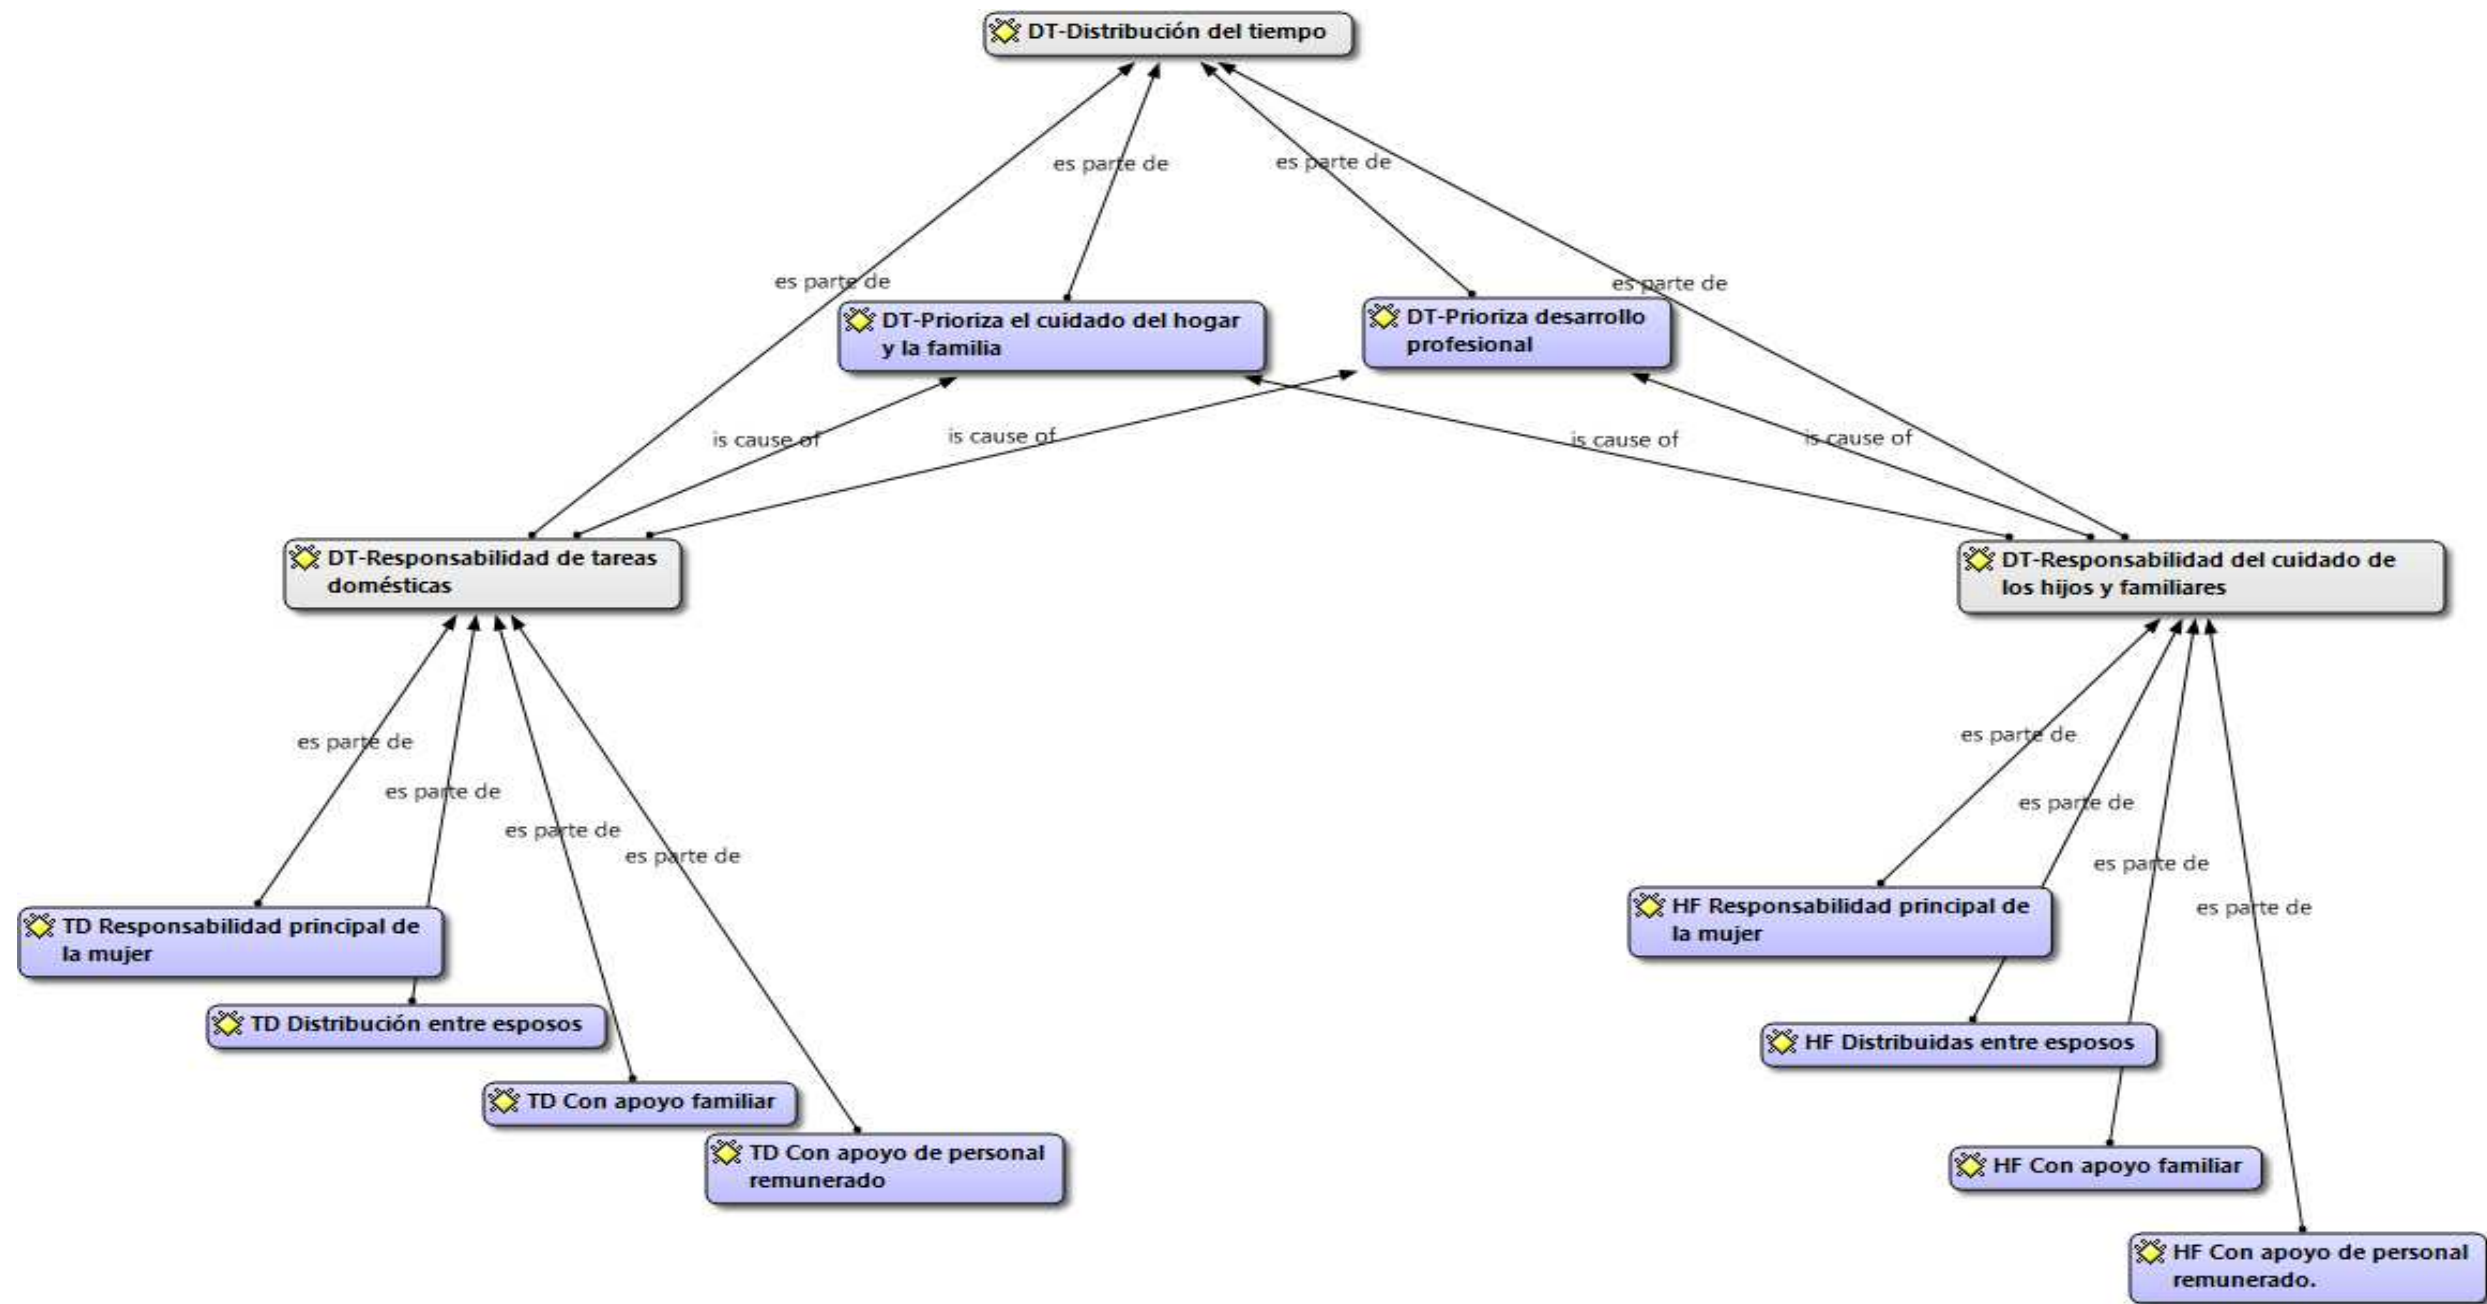 DT-Distribución del tiempo
es parte de
es parte de
es parte de
es parte de
DT-Prioriza el cuidado del hogar
y la familia
DT-Prioriza desarrollo
profesional
is cause of
is cause of
is cause of
is cause of
DT-Responsabilidad de tareas
domésticas
DT-Responsabilidad del cuidado de
los hijos y familiares
es parte de
es parte de
es parte de
es parte de
es parte de
es parte de
es parte de
es parte de
TD Responsabilidad principal de
la mujer
TD Distribución entre esposos
TD Con apoyo familiar
TD Con apoyo de personal
remunerado
HF Responsabilidad principal de
la mujer
HF Distribuidas entre esposos
HF Con apoyo familiar
HF Con apoyo de personal
remunerado.